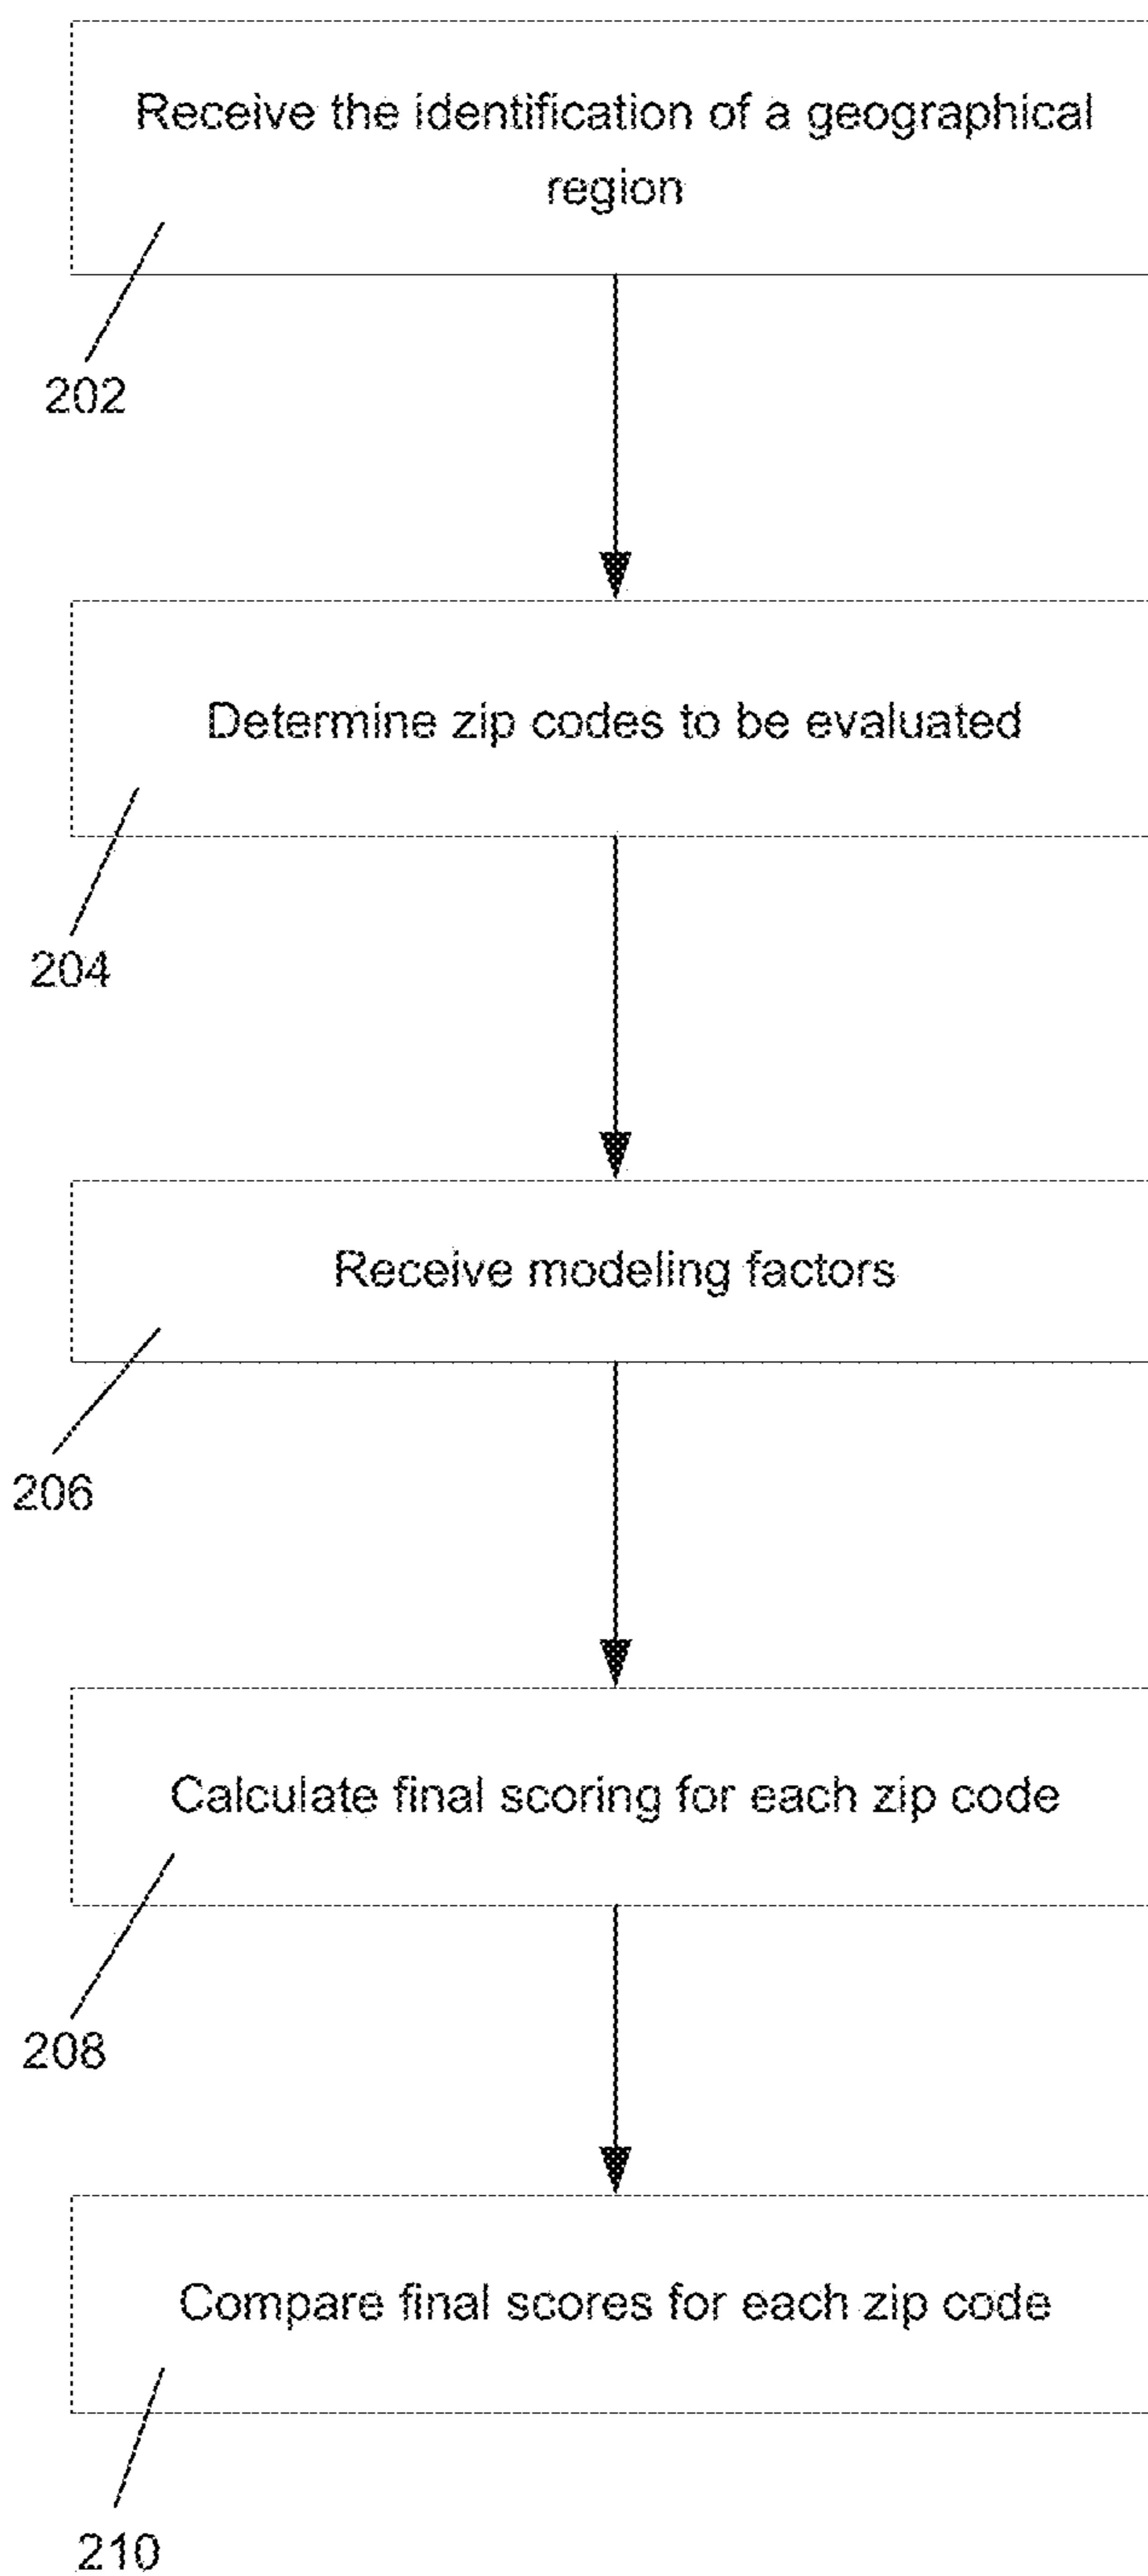 Receive the identification of a geographical
region
202
Determine zip codes to be evaluated
204
Receive modeling factors
206
Calculate final scoring for each zip code
208
Compare final scores for each zip code
210